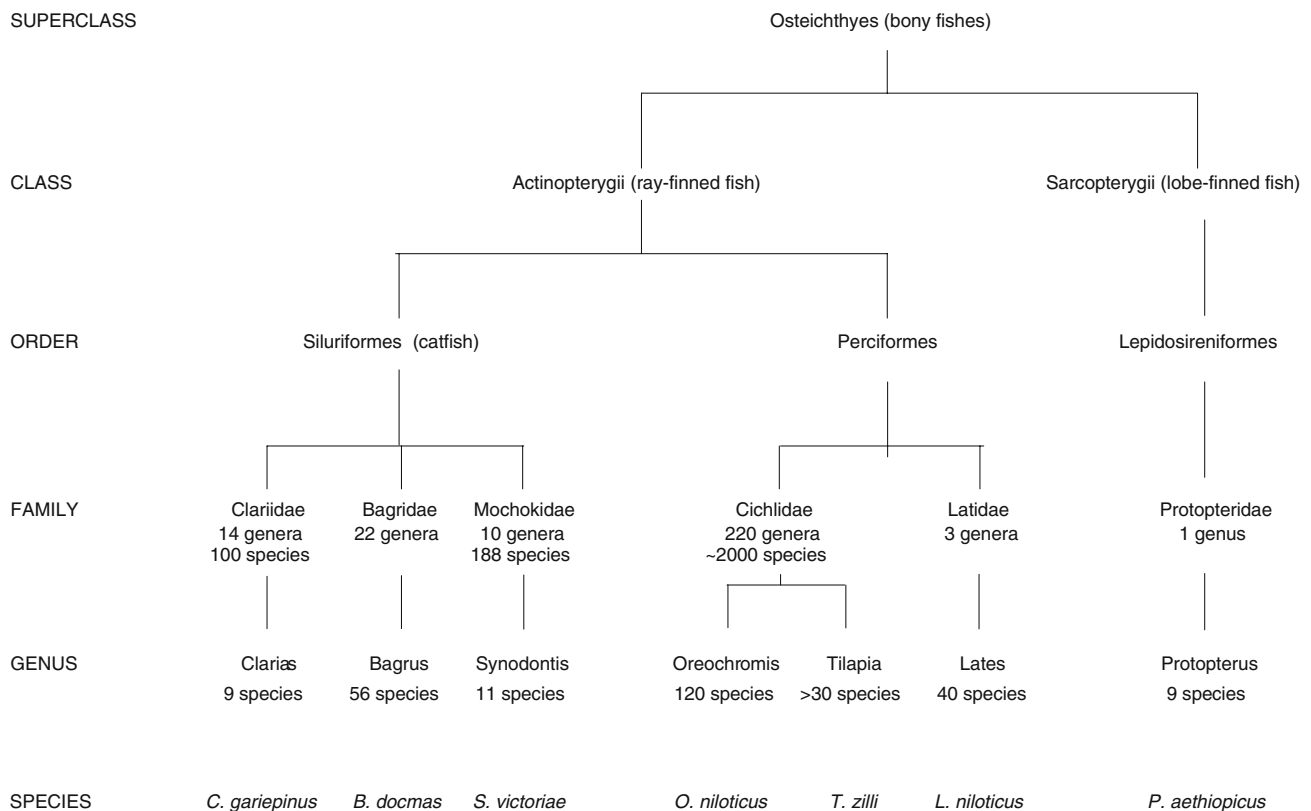 SUPERCLASS Osteichthyes (bony fishes)
CLASS Actinopterygii (ray-finned fish) Sarcopterygii (lobe-finned fish)
ORDER Siluriformes (catfish) Perciformes Lepidosireniformes
FAMILY Clariidae Bagridae Mochokidae Cichlidae Latidae Protopteridae
14 genera 22 genera 10 genera 220 genera 3 genera 1 genus
100 species 188 species ~2000 species
GENUS Clarias Bagrus Synodontis Oreochromis Tilapia Lates Protopterus
9 species 56 species 11 species 120 species >30 species 40 species 9 species
SPECIES C. gariepinus B. docmas S. victoriae O. niloticus T. zilli L. niloticus P. aethiopicus